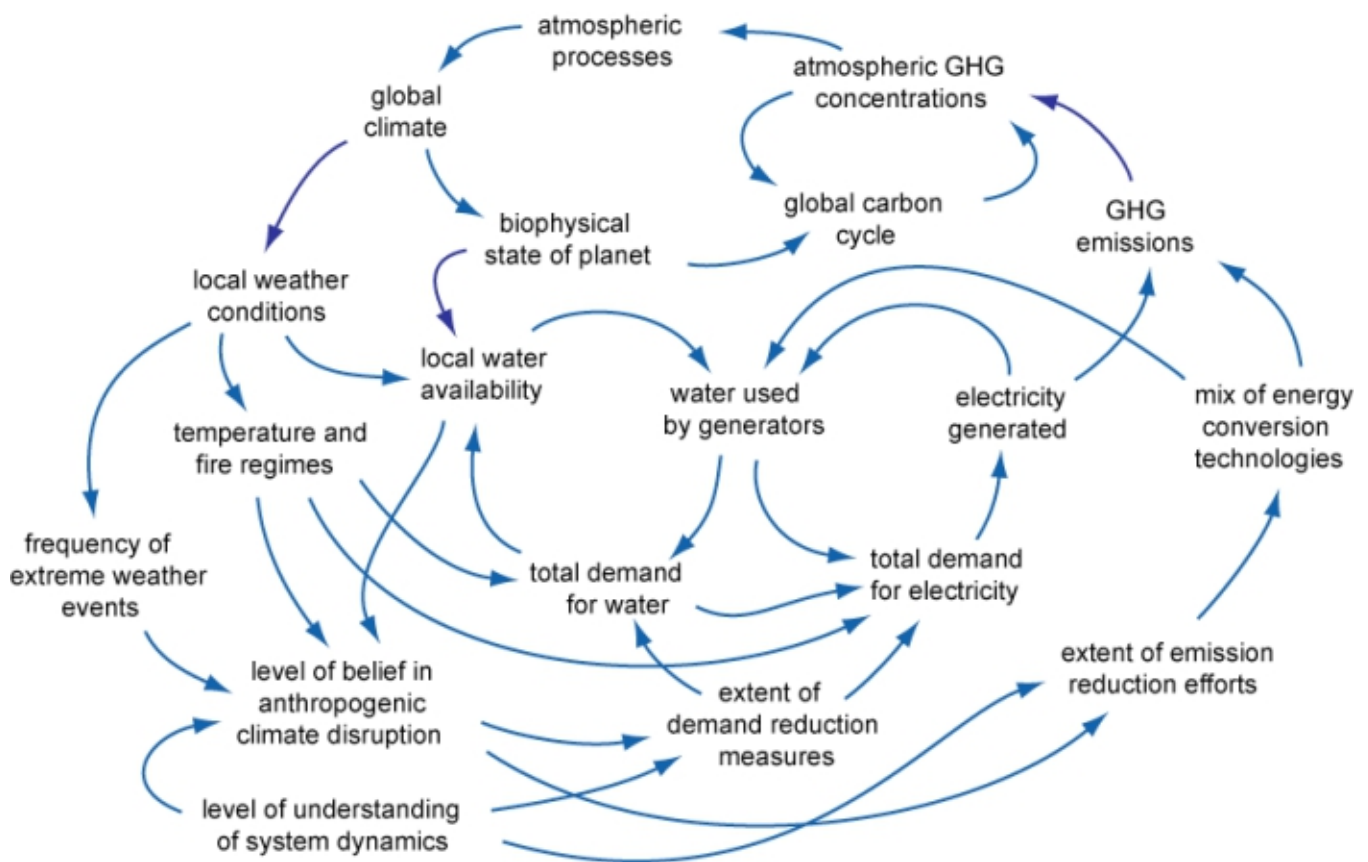 atmospheric
processes
atmospheric GHG
concentrations
global
climate
global carbon
cycle
GHG
emissions
biophysical
state of planet
local weather
conditions
local water
availability
water used
by generators
electricity
generated
mix of energy
conversion
technologies
temperature and
fire regimes
frequency of
extreme weather
events
total demand
for water
total demand
for electricity
level of belief in
anthropogenic
climate disruption
extent of
demand reduction
measures
extent of emission
reduction efforts
level of understanding
of system dynamics